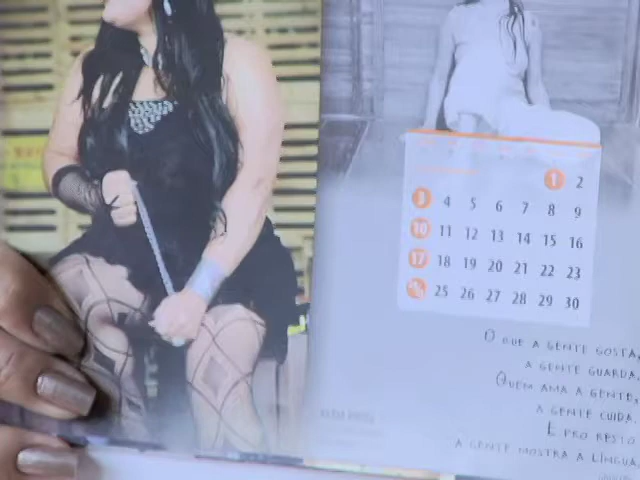 1 2
3 4 5 6 7 8 9
10 11 12 13 14 15 16
17 18 19 20 21 22 23
25 26 27 28 29 30
O QUE A GENTE GOSTA,
A GENTE GUARDA.
QUEM AMA A GENTE,
A GENTE CUIDA.
E PRO RESTO
A GENTE MOSTRA A LÍNGUA